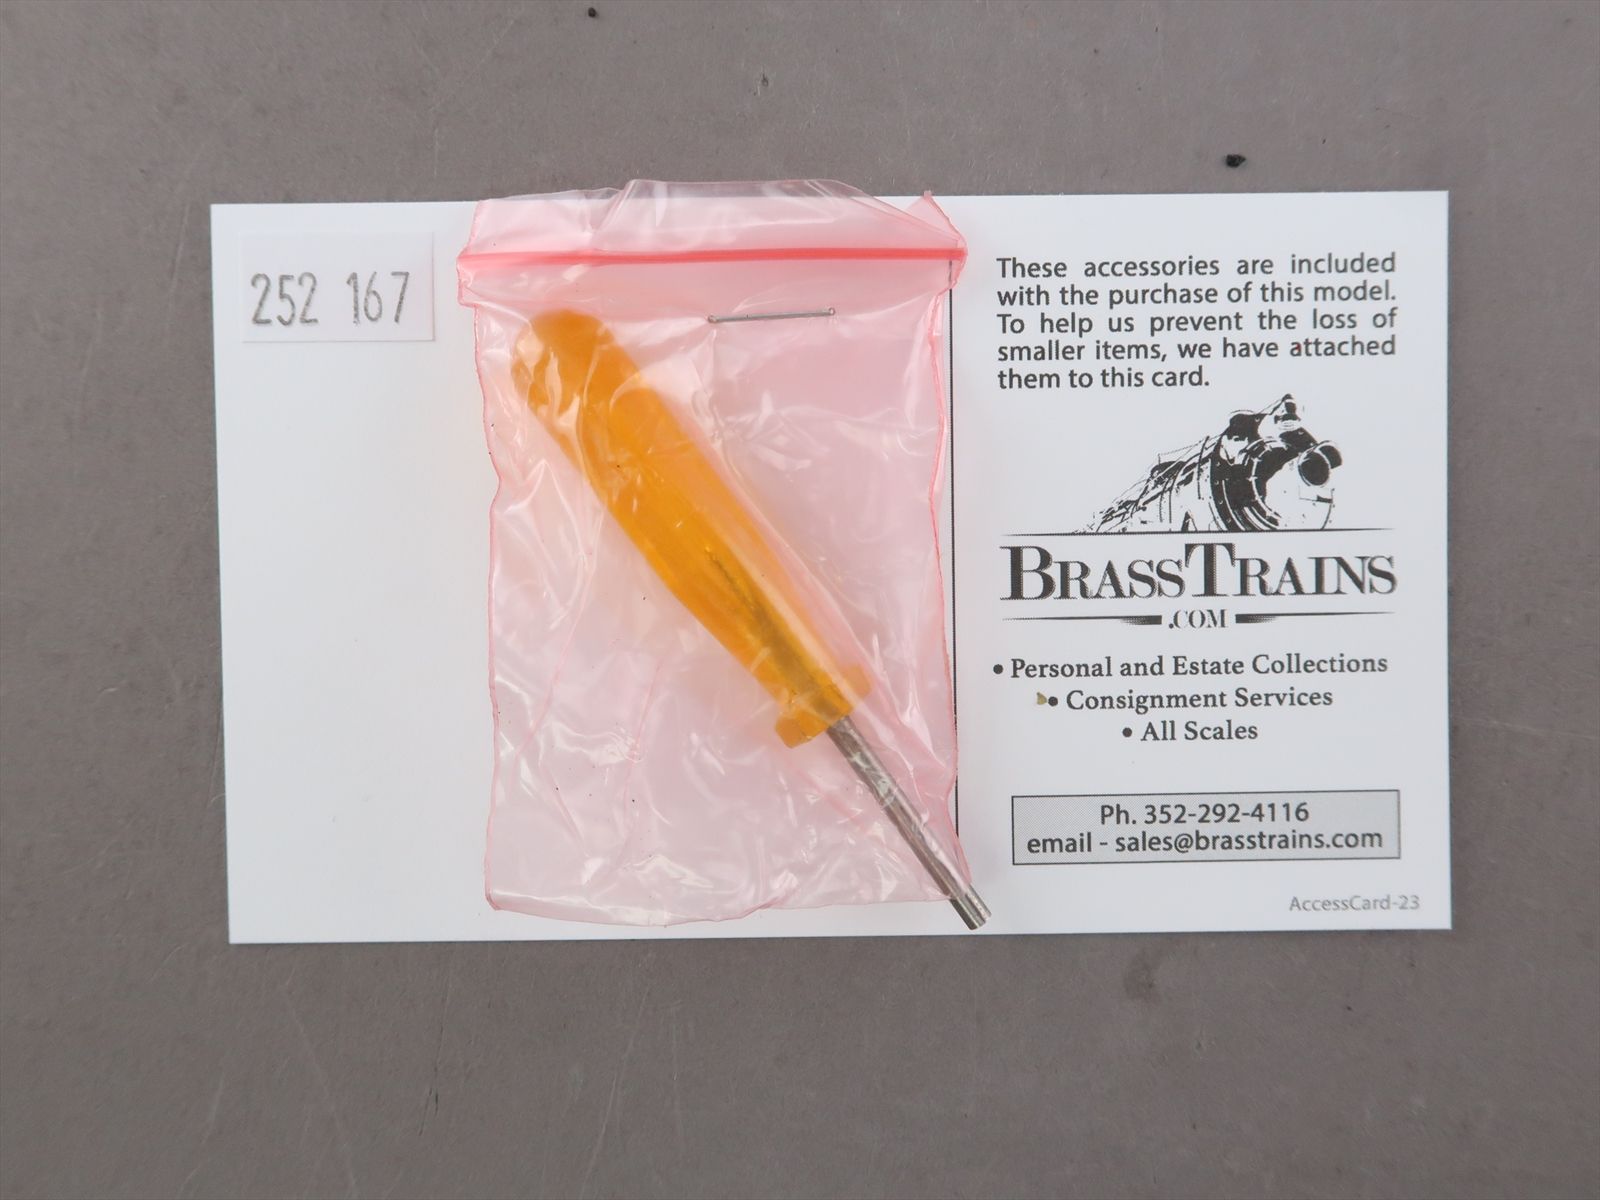 252 167
These accessories are included
with the purchase of this model.
To help us prevent the loss of
smaller items, we have attached
them to this card.
BRASSTRAINS
.COM
• Personal and Estate Collections
• Consignment Services
• All Scales
Ph. 352-292-4116
email - sales@brasstrains.com
AccessCard-23